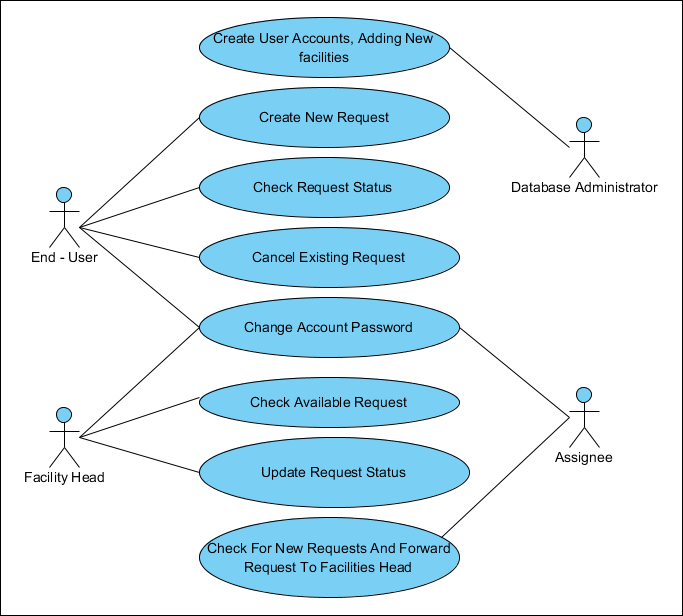 Create User Accounts, Adding New
facilities
Create New Request
Database Administrator
Check Request Status
End - User
Cancel Existing Request
Change Account Password
Check Available Request
Assignee
Facility Head
Update Request Status
Check For New Requests And Forward
Request To Facilities Head